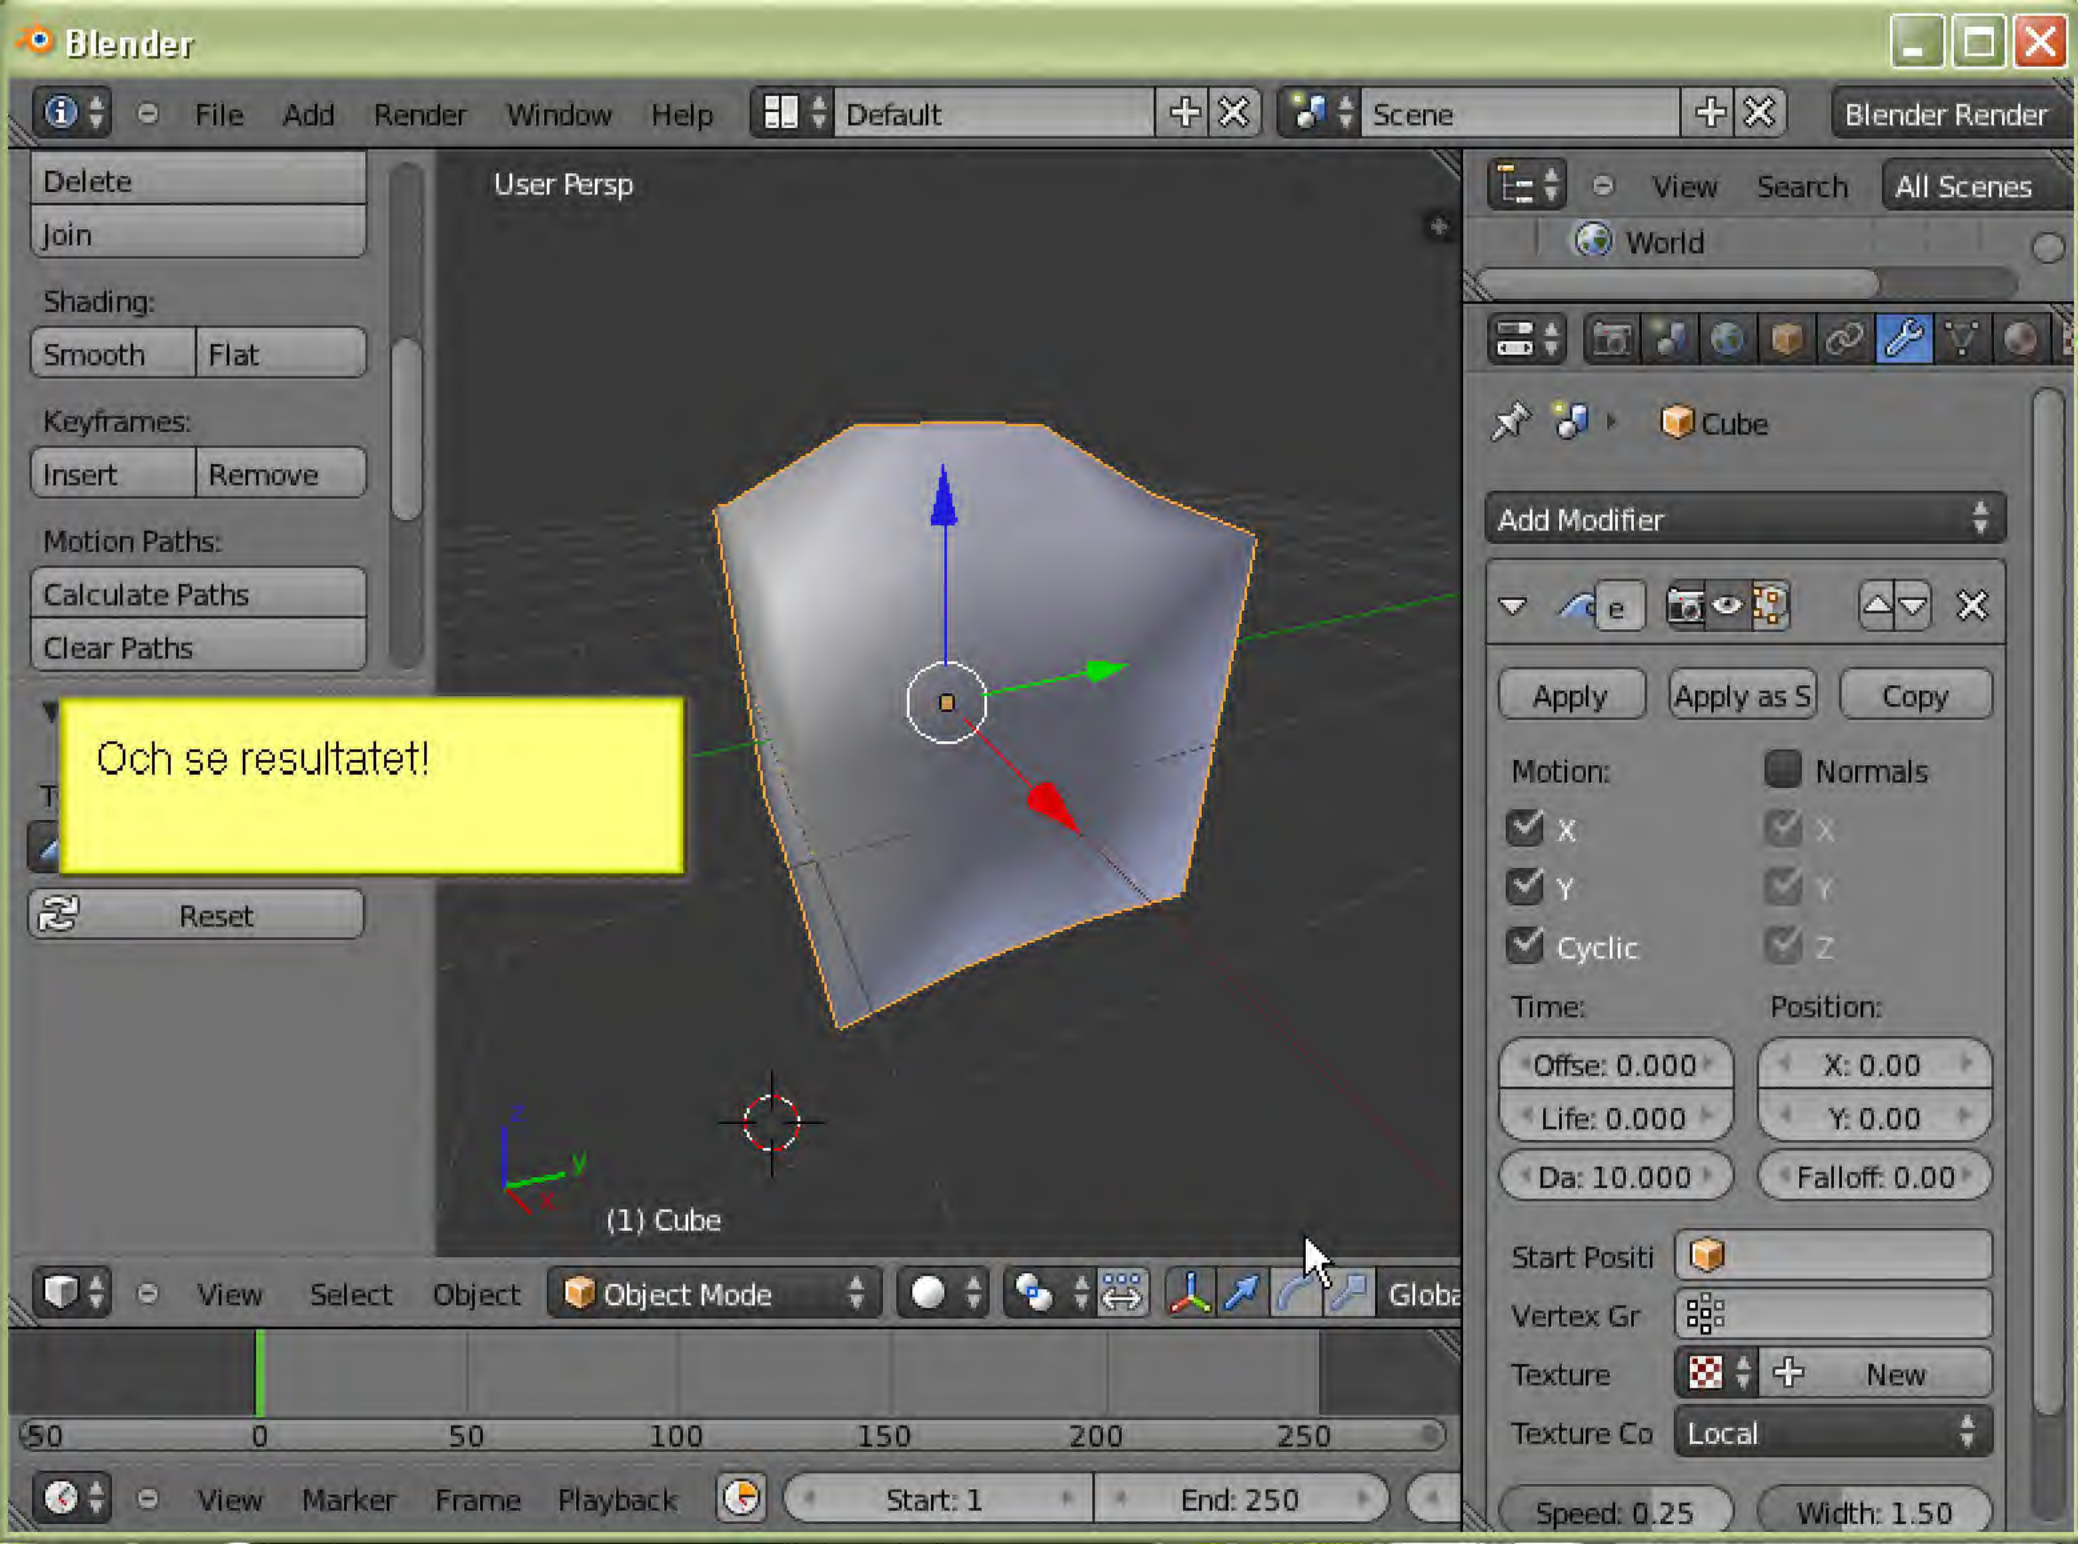 Blender
File Add Render Window Help Default Scene Blender Render
Delete
Join
Shading:
Smooth Flat
Keyframes:
Insert Remove
Motion Paths:
Calculate Paths
Clear Paths
Och se resultatet!
Reset
User Persp
z
y
x
(1) Cube
View Select Object Object Mode Globa
0 50 100 150 200 250
View Marker Frame Playback Start: 1 End: 250
View Search All Scenes
World
Cube
Add Modifier
e
Apply Apply as S Copy
Motion: Normals
X X
Y Y
Cyclic Z
Time: Position:
Offse: 0.000 X: 0.00
Life: 0.000 Y: 0.00
Da: 10.000 Falloff: 0.00
Start Positi
Vertex Gr
Texture New
Texture Co Local
Speed: 0.25 Width: 1.50